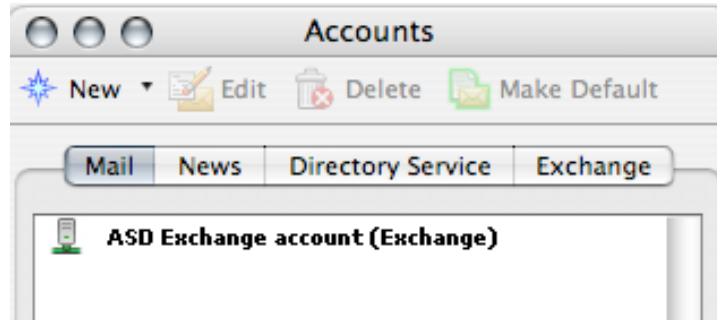 Accounts
New Edit Delete Make Default
Mail News Directory Service Exchange
ASD Exchange account (Exchange)